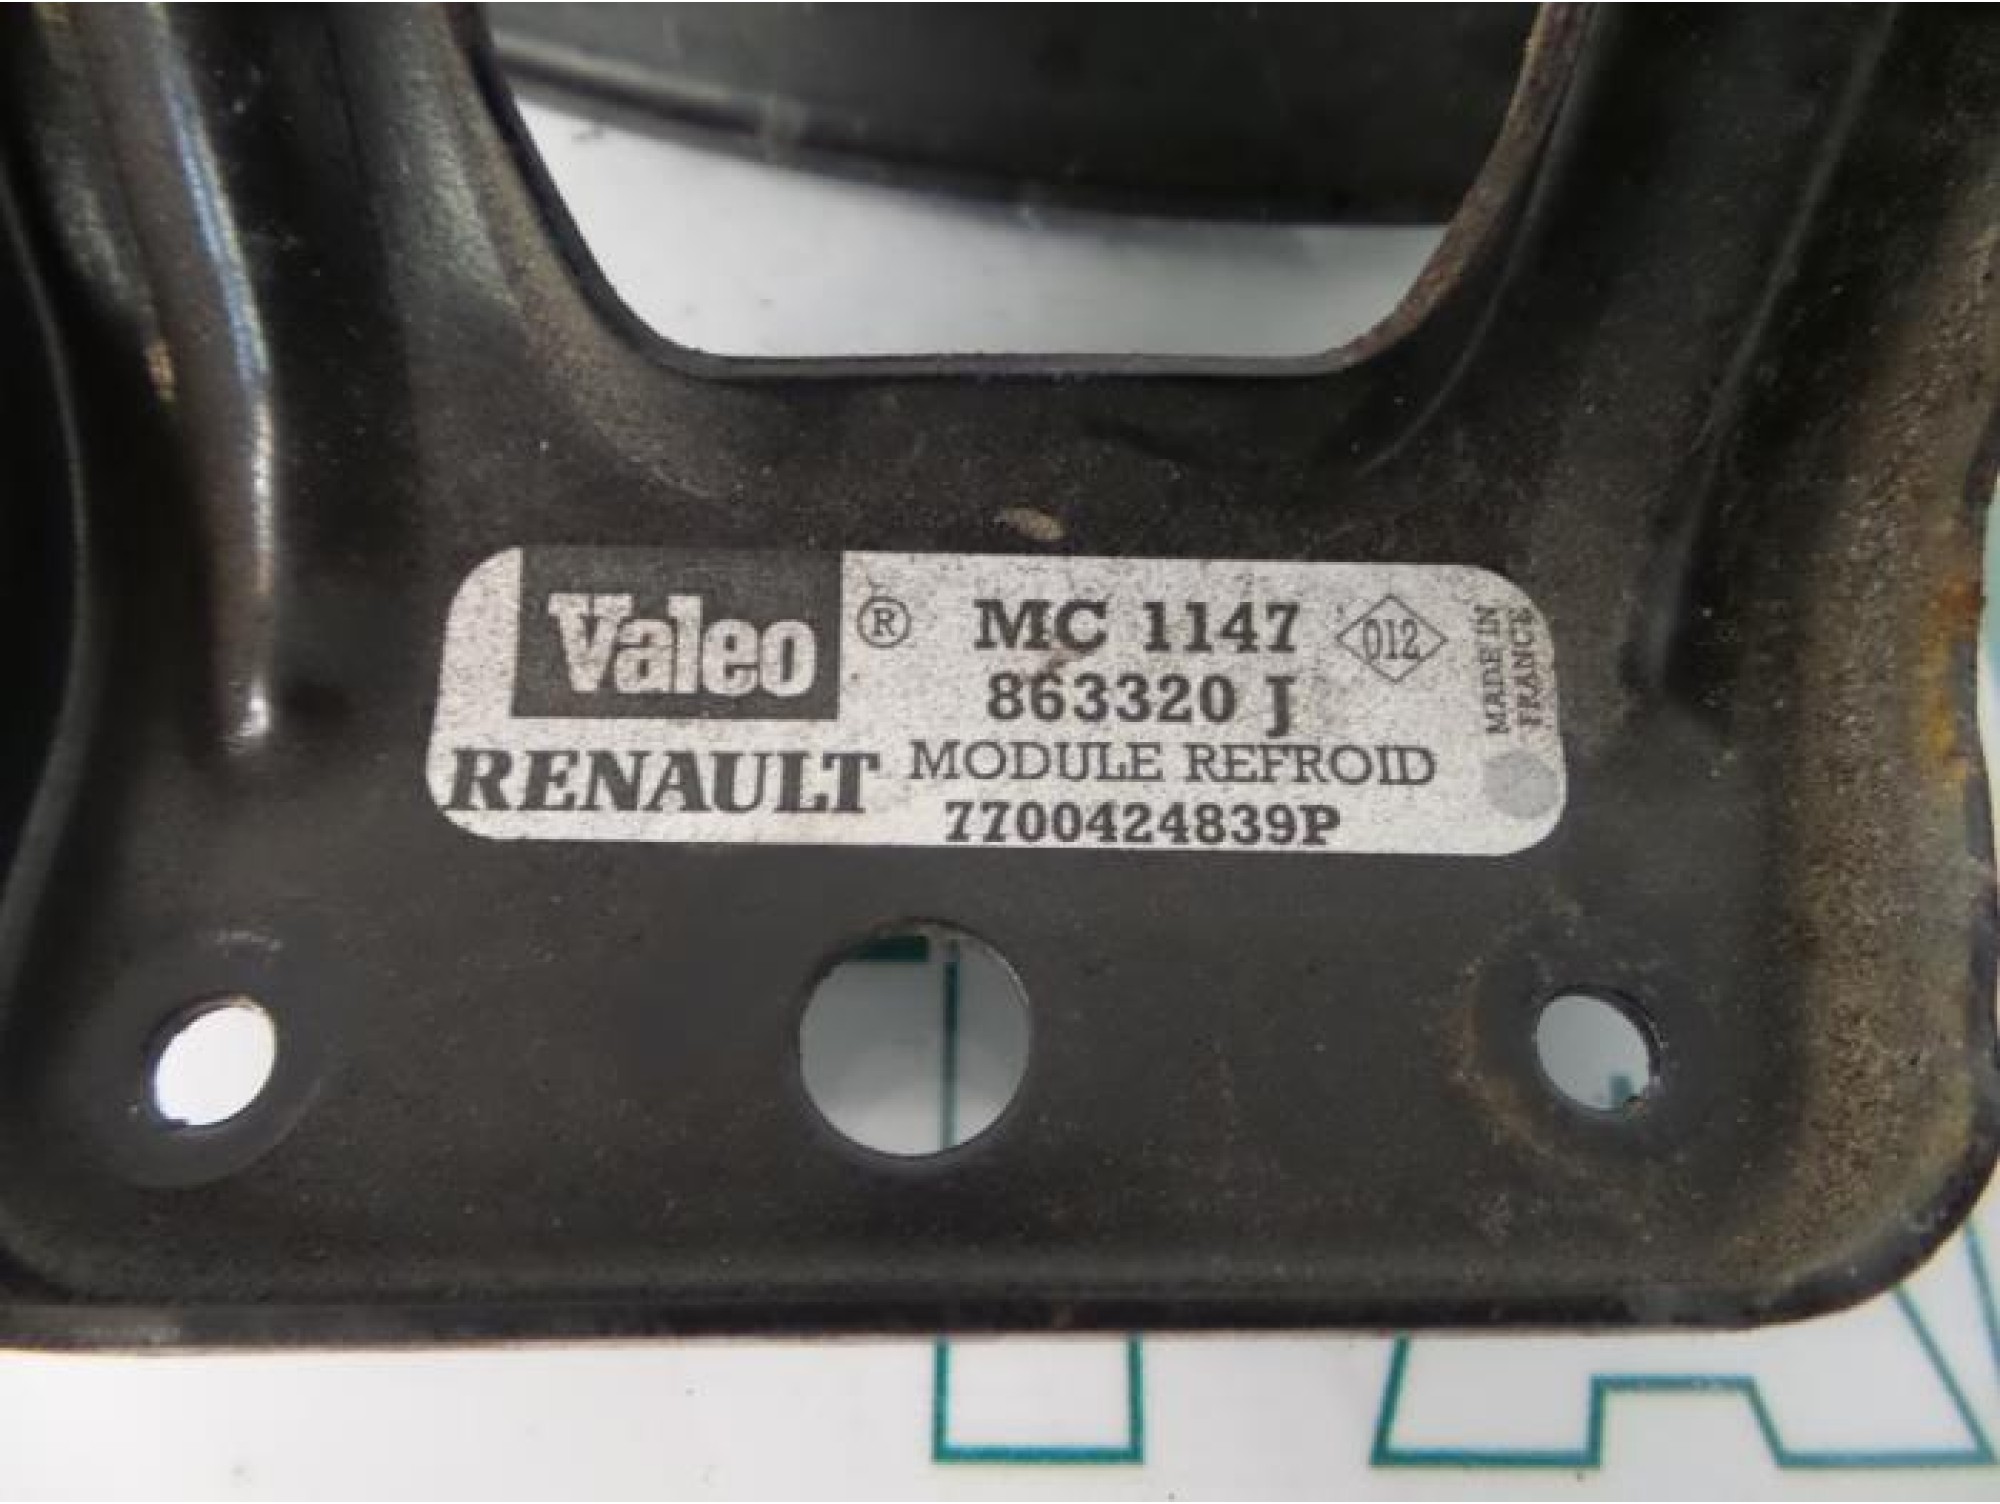 Valeo ® MC 1147 012 MADE IN FRANCE
863320 J
RENAULT MODULE REFROID
7700424839P